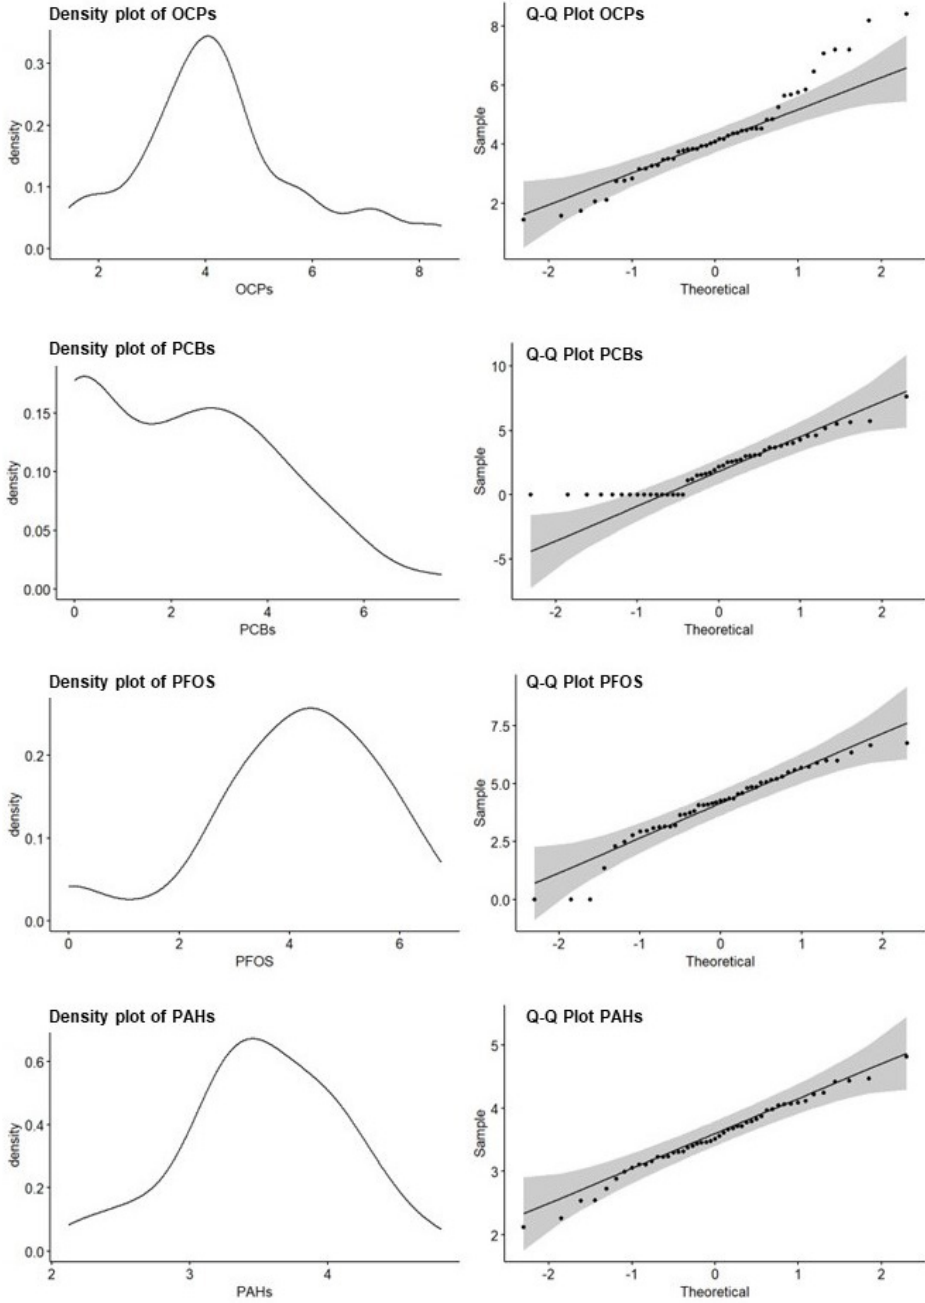 Density plot of OCPs
0.3
0.2
0.1
0.0
density
2 4 6 8
OCPs
Q-Q Plot OCPs
8
6
4
2
Sample
-2 -1 0 1 2
Theoretical
Density plot of PCBs
0.15
0.10
0.05
0.00
density
0 2 4 6
PCBs
Q-Q Plot PCBs
10
5
0
-5
Sample
-2 -1 0 1 2
Theoretical
Density plot of PFOS
0.2
0.1
0.0
density
0 2 4 6
PFOS
Q-Q Plot PFOS
7.5
5.0
2.5
0.0
Sample
-2 -1 0 1 2
Theoretical
Density plot of PAHs
0.6
0.4
0.2
0.0
density
2 3 4
PAHs
Q-Q Plot PAHs
5
4
3
2
Sample
-2 -1 0 1 2
Theoretical